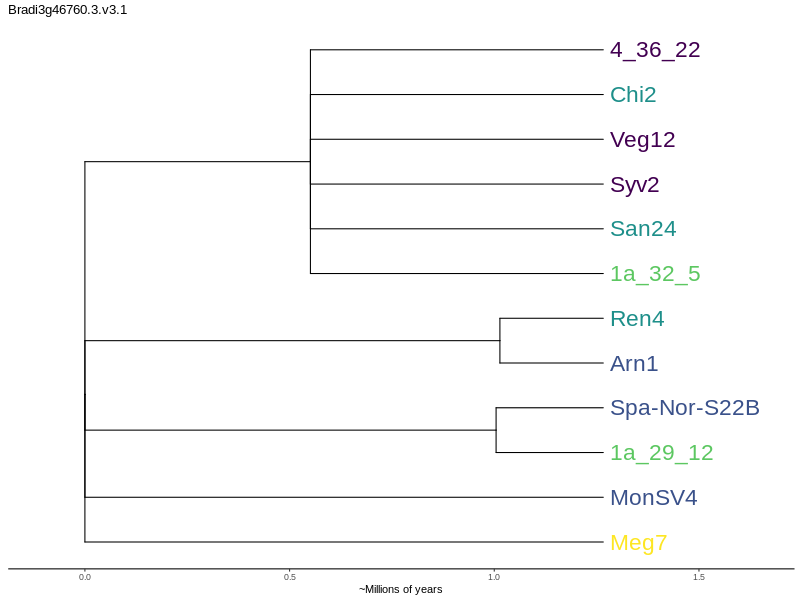 Bradi3g46760.3.v3.1
4_36_22
Chi2
Veg12
Syv2
San24
1a_32_5
Ren4
Arn1
Spa-Nor-S22B
1a_29_12
MonSV4
Meg7
0.0 0.5 1.0 1.5
~Millions of years